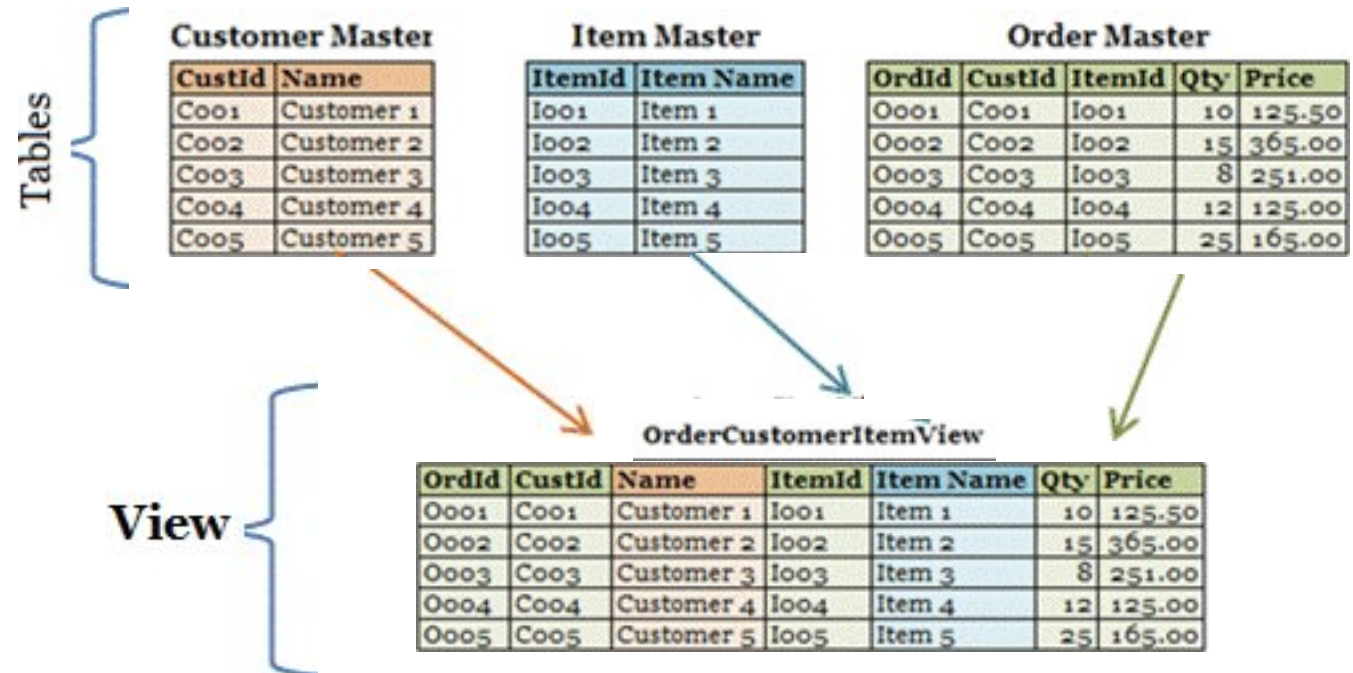 Tables
Customer Master
CustId Name
C001 Customer 1
C002 Customer 2
C003 Customer 3
C004 Customer 4
C005 Customer 5
Item Master
ItemId Item Name
I001 Item 1
I002 Item 2
I003 Item 3
I004 Item 4
I005 Item 5
Order Master
OrdId CustId ItemId Qty Price
O001 C001 I001 10 125.50
O002 C002 I002 15 365.00
O003 C003 I003 8 251.00
O004 C004 I004 12 125.00
O005 C005 I005 25 165.00
View
OrderCustomerItemView
OrdId CustId Name ItemId Item Name Qty Price
O001 C001 Customer 1 I001 Item 1 10 125.50
O002 C002 Customer 2 I002 Item 2 15 365.00
O003 C003 Customer 3 I003 Item 3 8 251.00
O004 C004 Customer 4 I004 Item 4 12 125.00
O005 C005 Customer 5 I005 Item 5 25 165.00